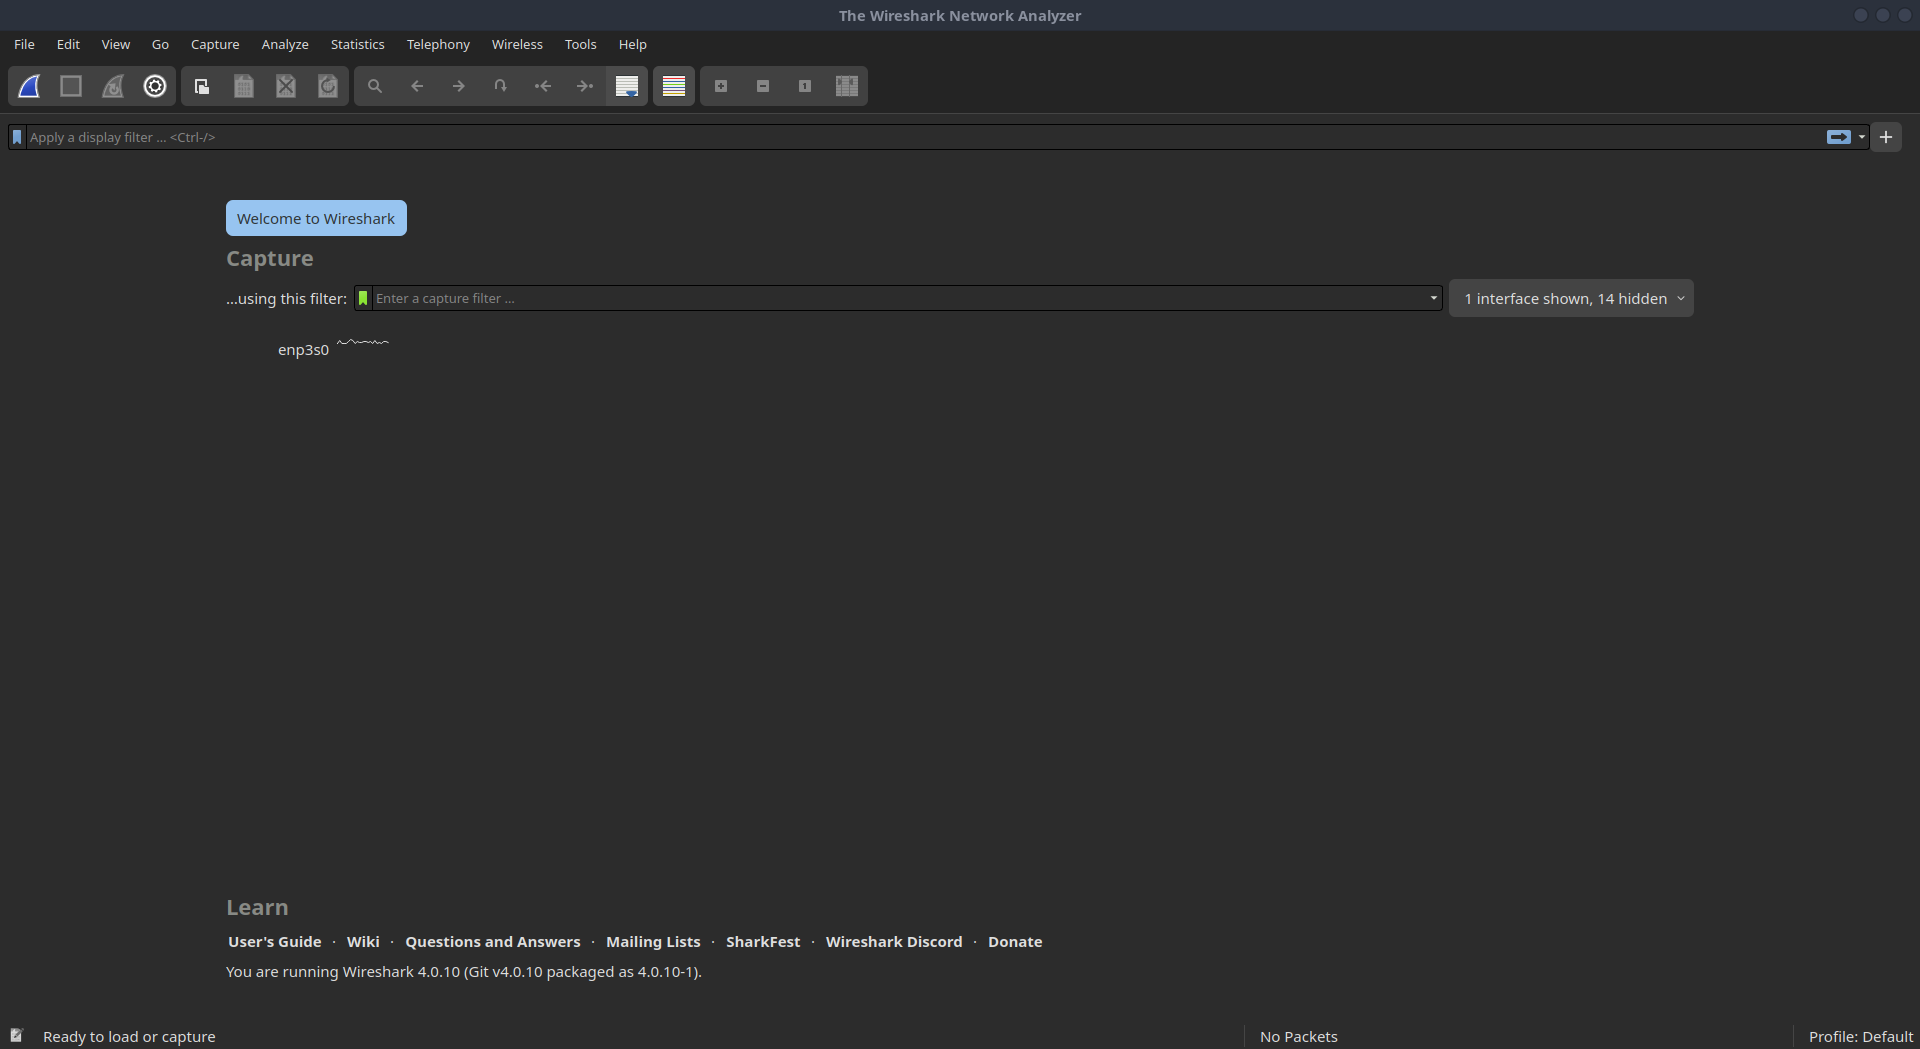 The Wireshark Network Analyzer
File Edit View Go Capture Analyze Statistics Telephony Wireless Tools Help
Apply a display filter ... <Ctrl-/>
Welcome to Wireshark
Capture
...using this filter: Enter a capture filter ... 1 interface shown, 14 hidden
enp3s0
Learn
User's Guide · Wiki · Questions and Answers · Mailing Lists · SharkFest · Wireshark Discord · Donate
You are running Wireshark 4.0.10 (Git v4.0.10 packaged as 4.0.10-1).
Ready to load or capture No Packets Profile: Default